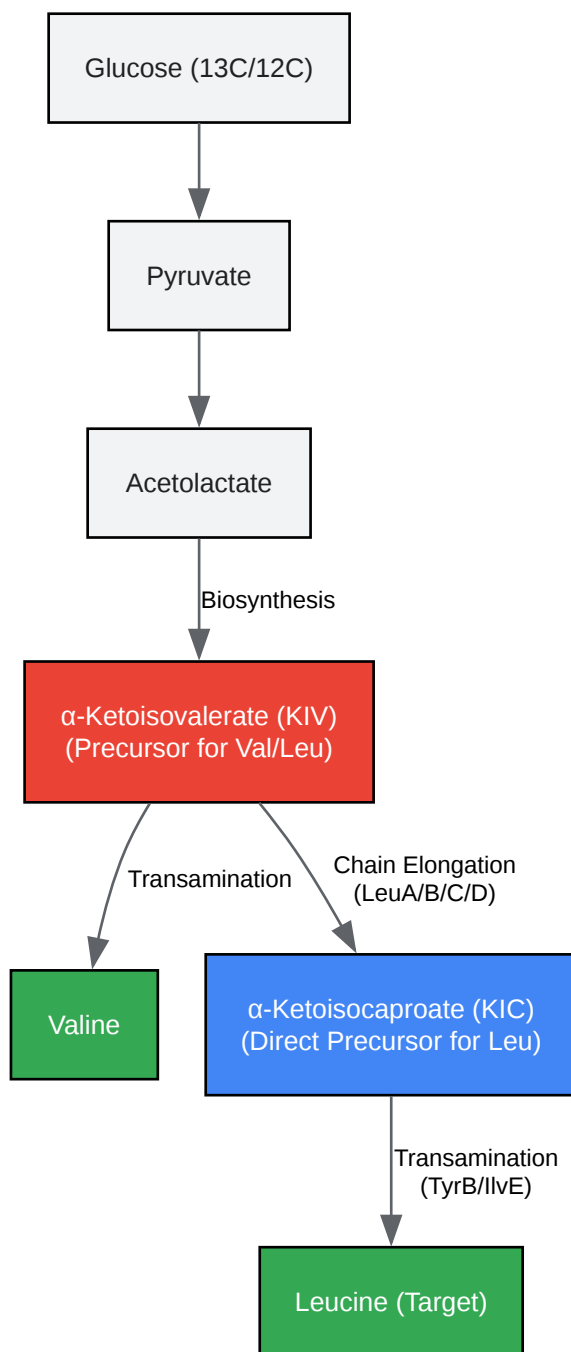 Glucose (13C/12C)
Pyruvate
Acetolactate
Biosynthesis
α-Ketoisovalerate (KIV)
(Precursor for Val/Leu)
Transamination
Chain Elongation
(LeuA/B/C/D)
Valine
α-Ketoisocaproate (KIC)
(Direct Precursor for Leu)
Transamination
(TyrB/IlvE)
Leucine (Target)